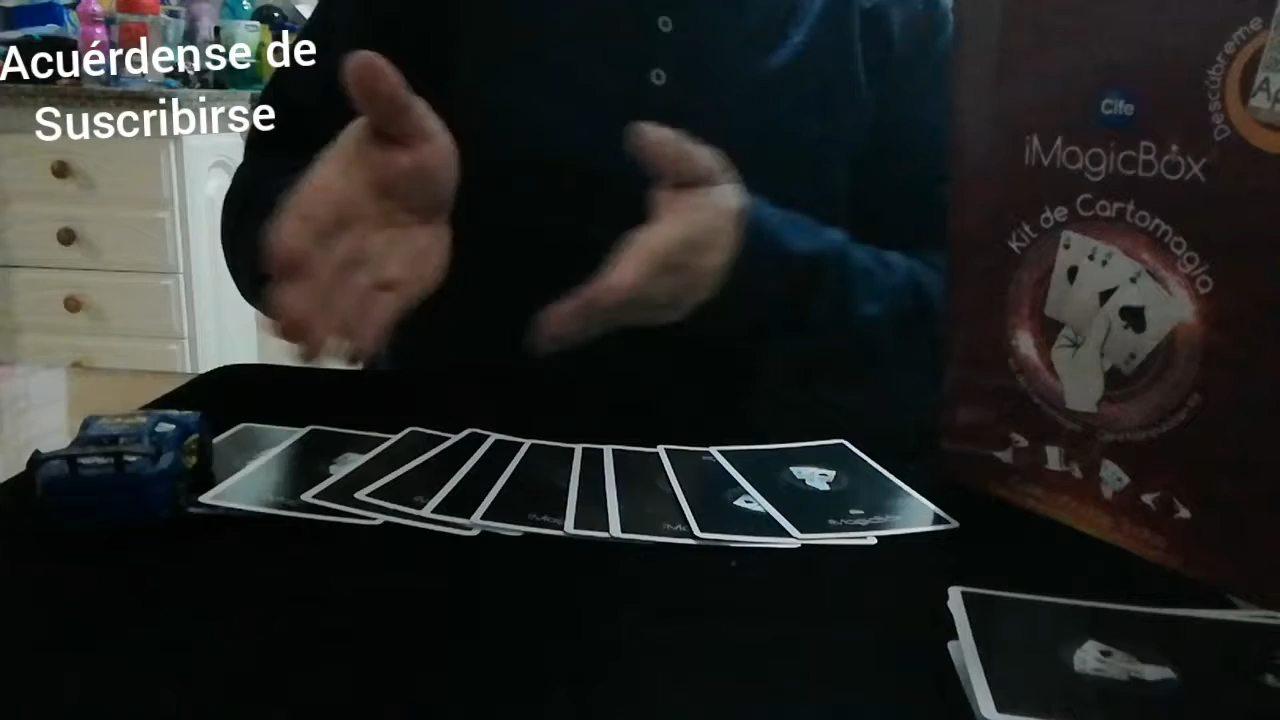 Acuérdense de
Suscribirse
Descúbreme
Cife
iMagicBox
Kit de Cartomagia